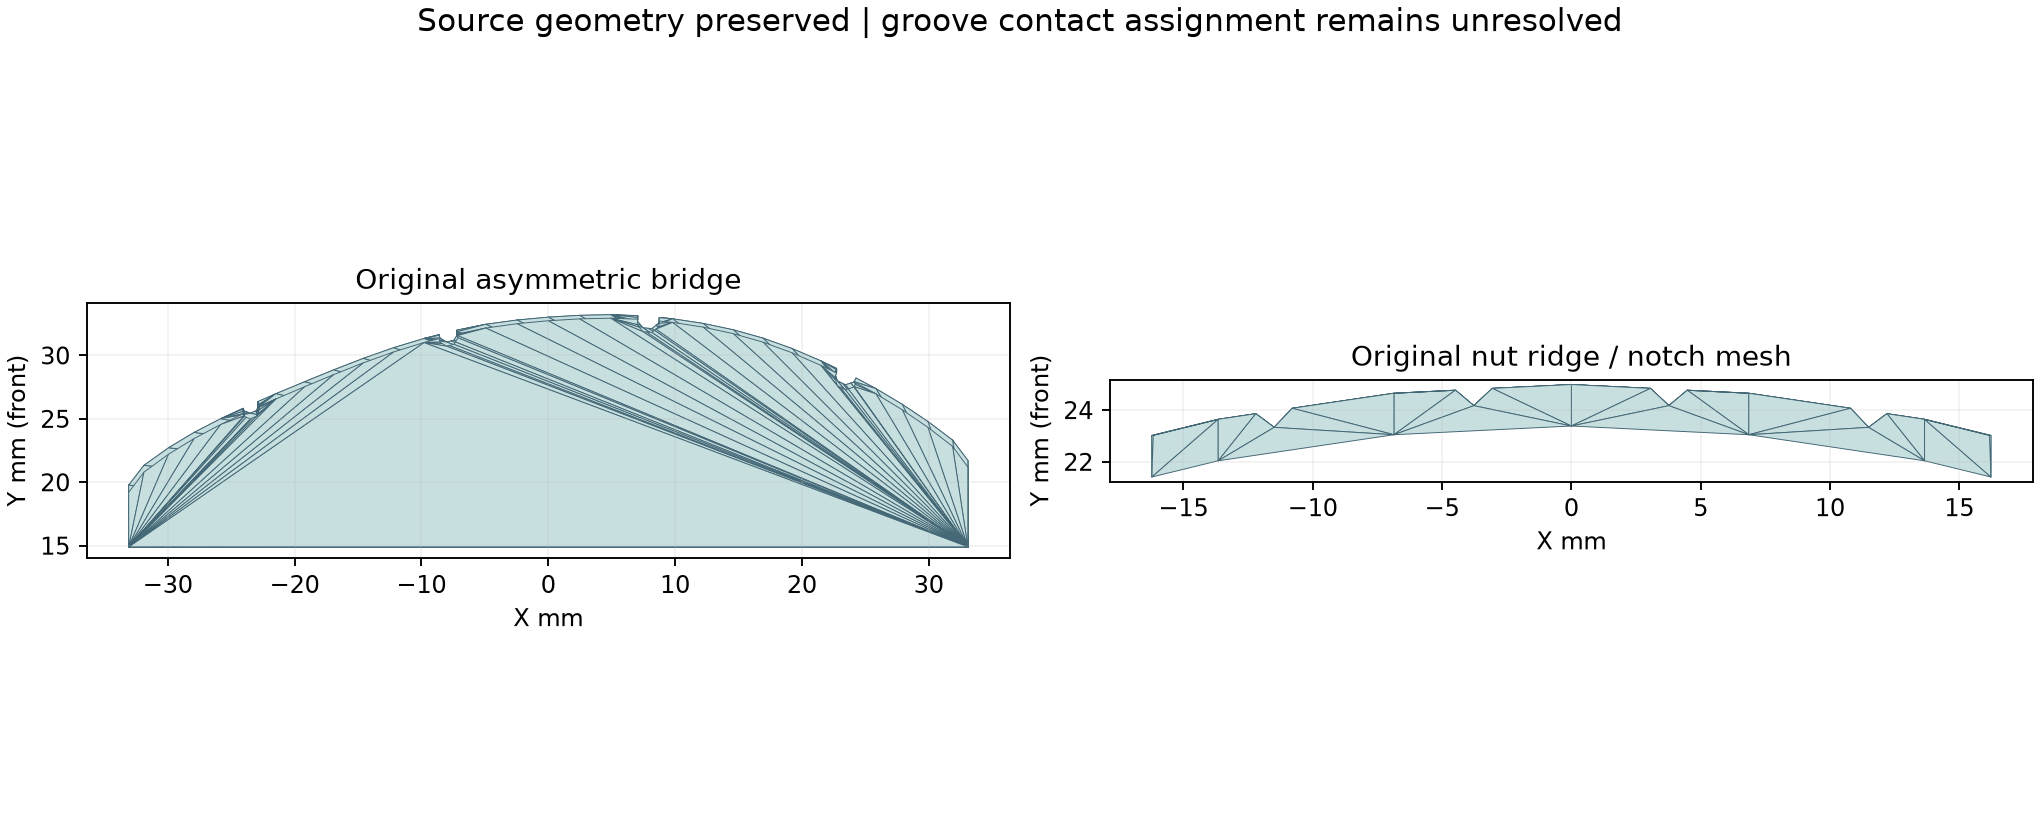 Source geometry preserved | groove contact assignment remains unresolved
Original asymmetric bridge
Y mm (front)
30
25
20
15
−30 −20 −10 0 10 20 30
X mm
Original nut ridge / notch mesh
Y mm (front)
24
22
−15 −10 −5 0 5 10 15
X mm